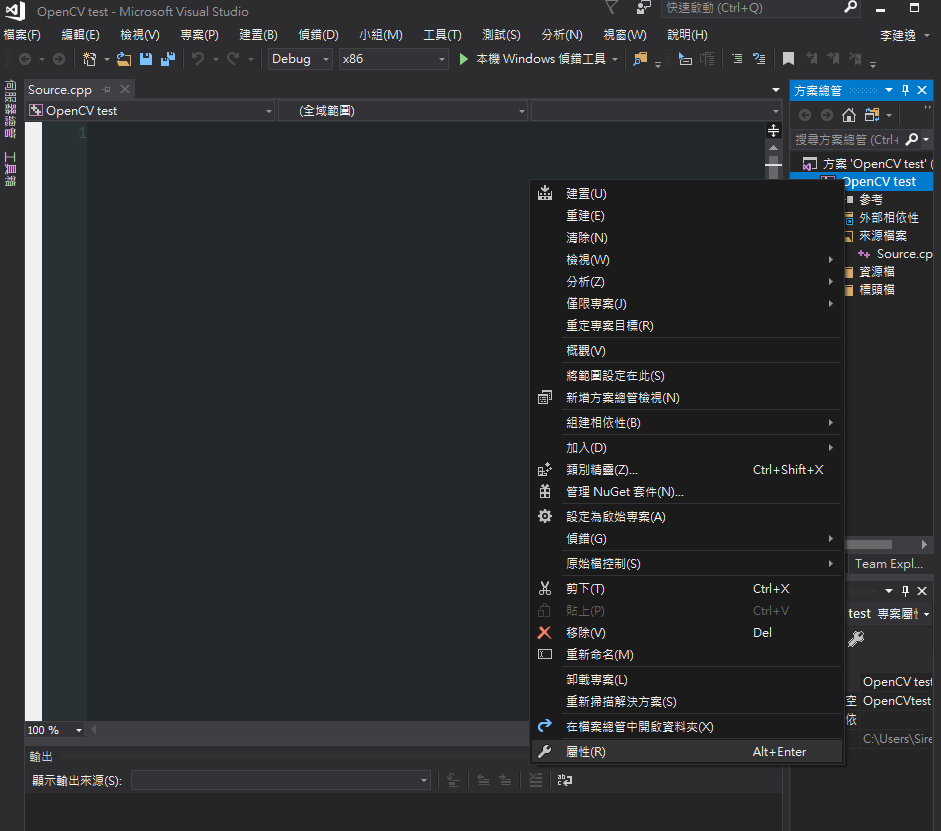 OpenCV test - Microsoft Visual Studio
快速啟動 (Ctrl+Q)
檔案(F) 編輯(E) 檢視(V) 專案(P) 建置(B) 偵錯(D) 小組(M) 工具(T) 測試(S) 分析(N) 視窗(W) 說明(H)
李建逸
Debug x86 本機 Windows 偵錯工具
伺服器總管
工具箱
Source.cpp
OpenCV test (全域範圍)
1
方案總管
搜尋方案總管 (Ctrl+
方案 'OpenCV test' (
OpenCV test
參考
外部相依性
來源檔案
Source.cp
資源檔
標頭檔
建置(U)
重建(E)
清除(N)
檢視(W)
分析(Z)
僅限專案(J)
重定專案目標(R)
概觀(V)
將範圍設定在此(S)
新增方案總管檢視(N)
組建相依性(B)
加入(D)
類別精靈(Z)... Ctrl+Shift+X
管理 NuGet 套件(N)...
設定為啟始專案(A)
偵錯(G)
原始檔控制(S)
剪下(T) Ctrl+X
貼上(P) Ctrl+V
移除(V) Del
重新命名(M)
卸載專案(L)
重新掃描解決方案(S)
在檔案總管中開啟資料夾(X)
屬性(R) Alt+Enter
Team Expl...
test 專案屬性
OpenCV test
空 OpenCVtest
依
C:\Users\Sire
100 %
輸出
顯示輸出來源(S):